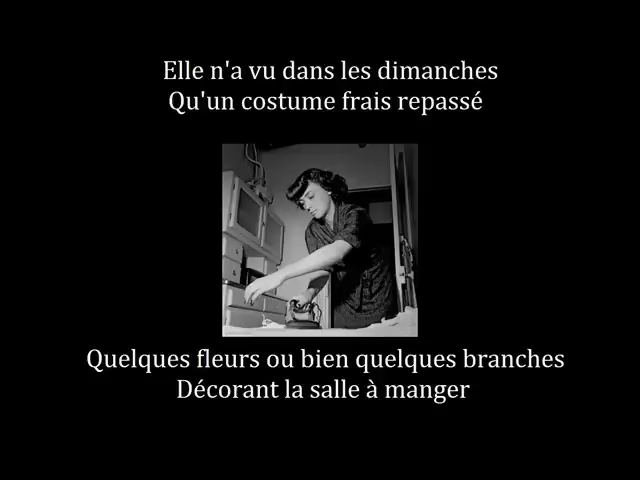 Elle n'a vu dans les dimanches
Qu'un costume frais repassé
Quelques fleurs ou bien quelques branches
Décorant la salle à manger